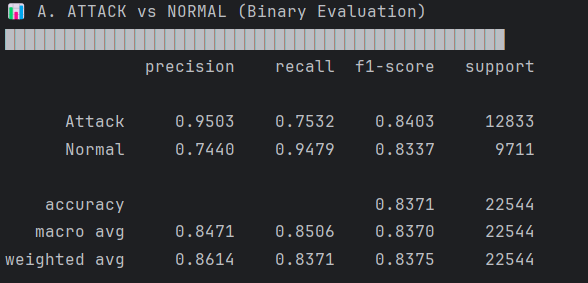 📊 A. ATTACK vs NORMAL (Binary Evaluation)
precision recall f1-score support
Attack 0.9503 0.7532 0.8403 12833
Normal 0.7440 0.9479 0.8337 9711
accuracy 0.8371 22544
macro avg 0.8471 0.8506 0.8370 22544
weighted avg 0.8614 0.8371 0.8375 22544